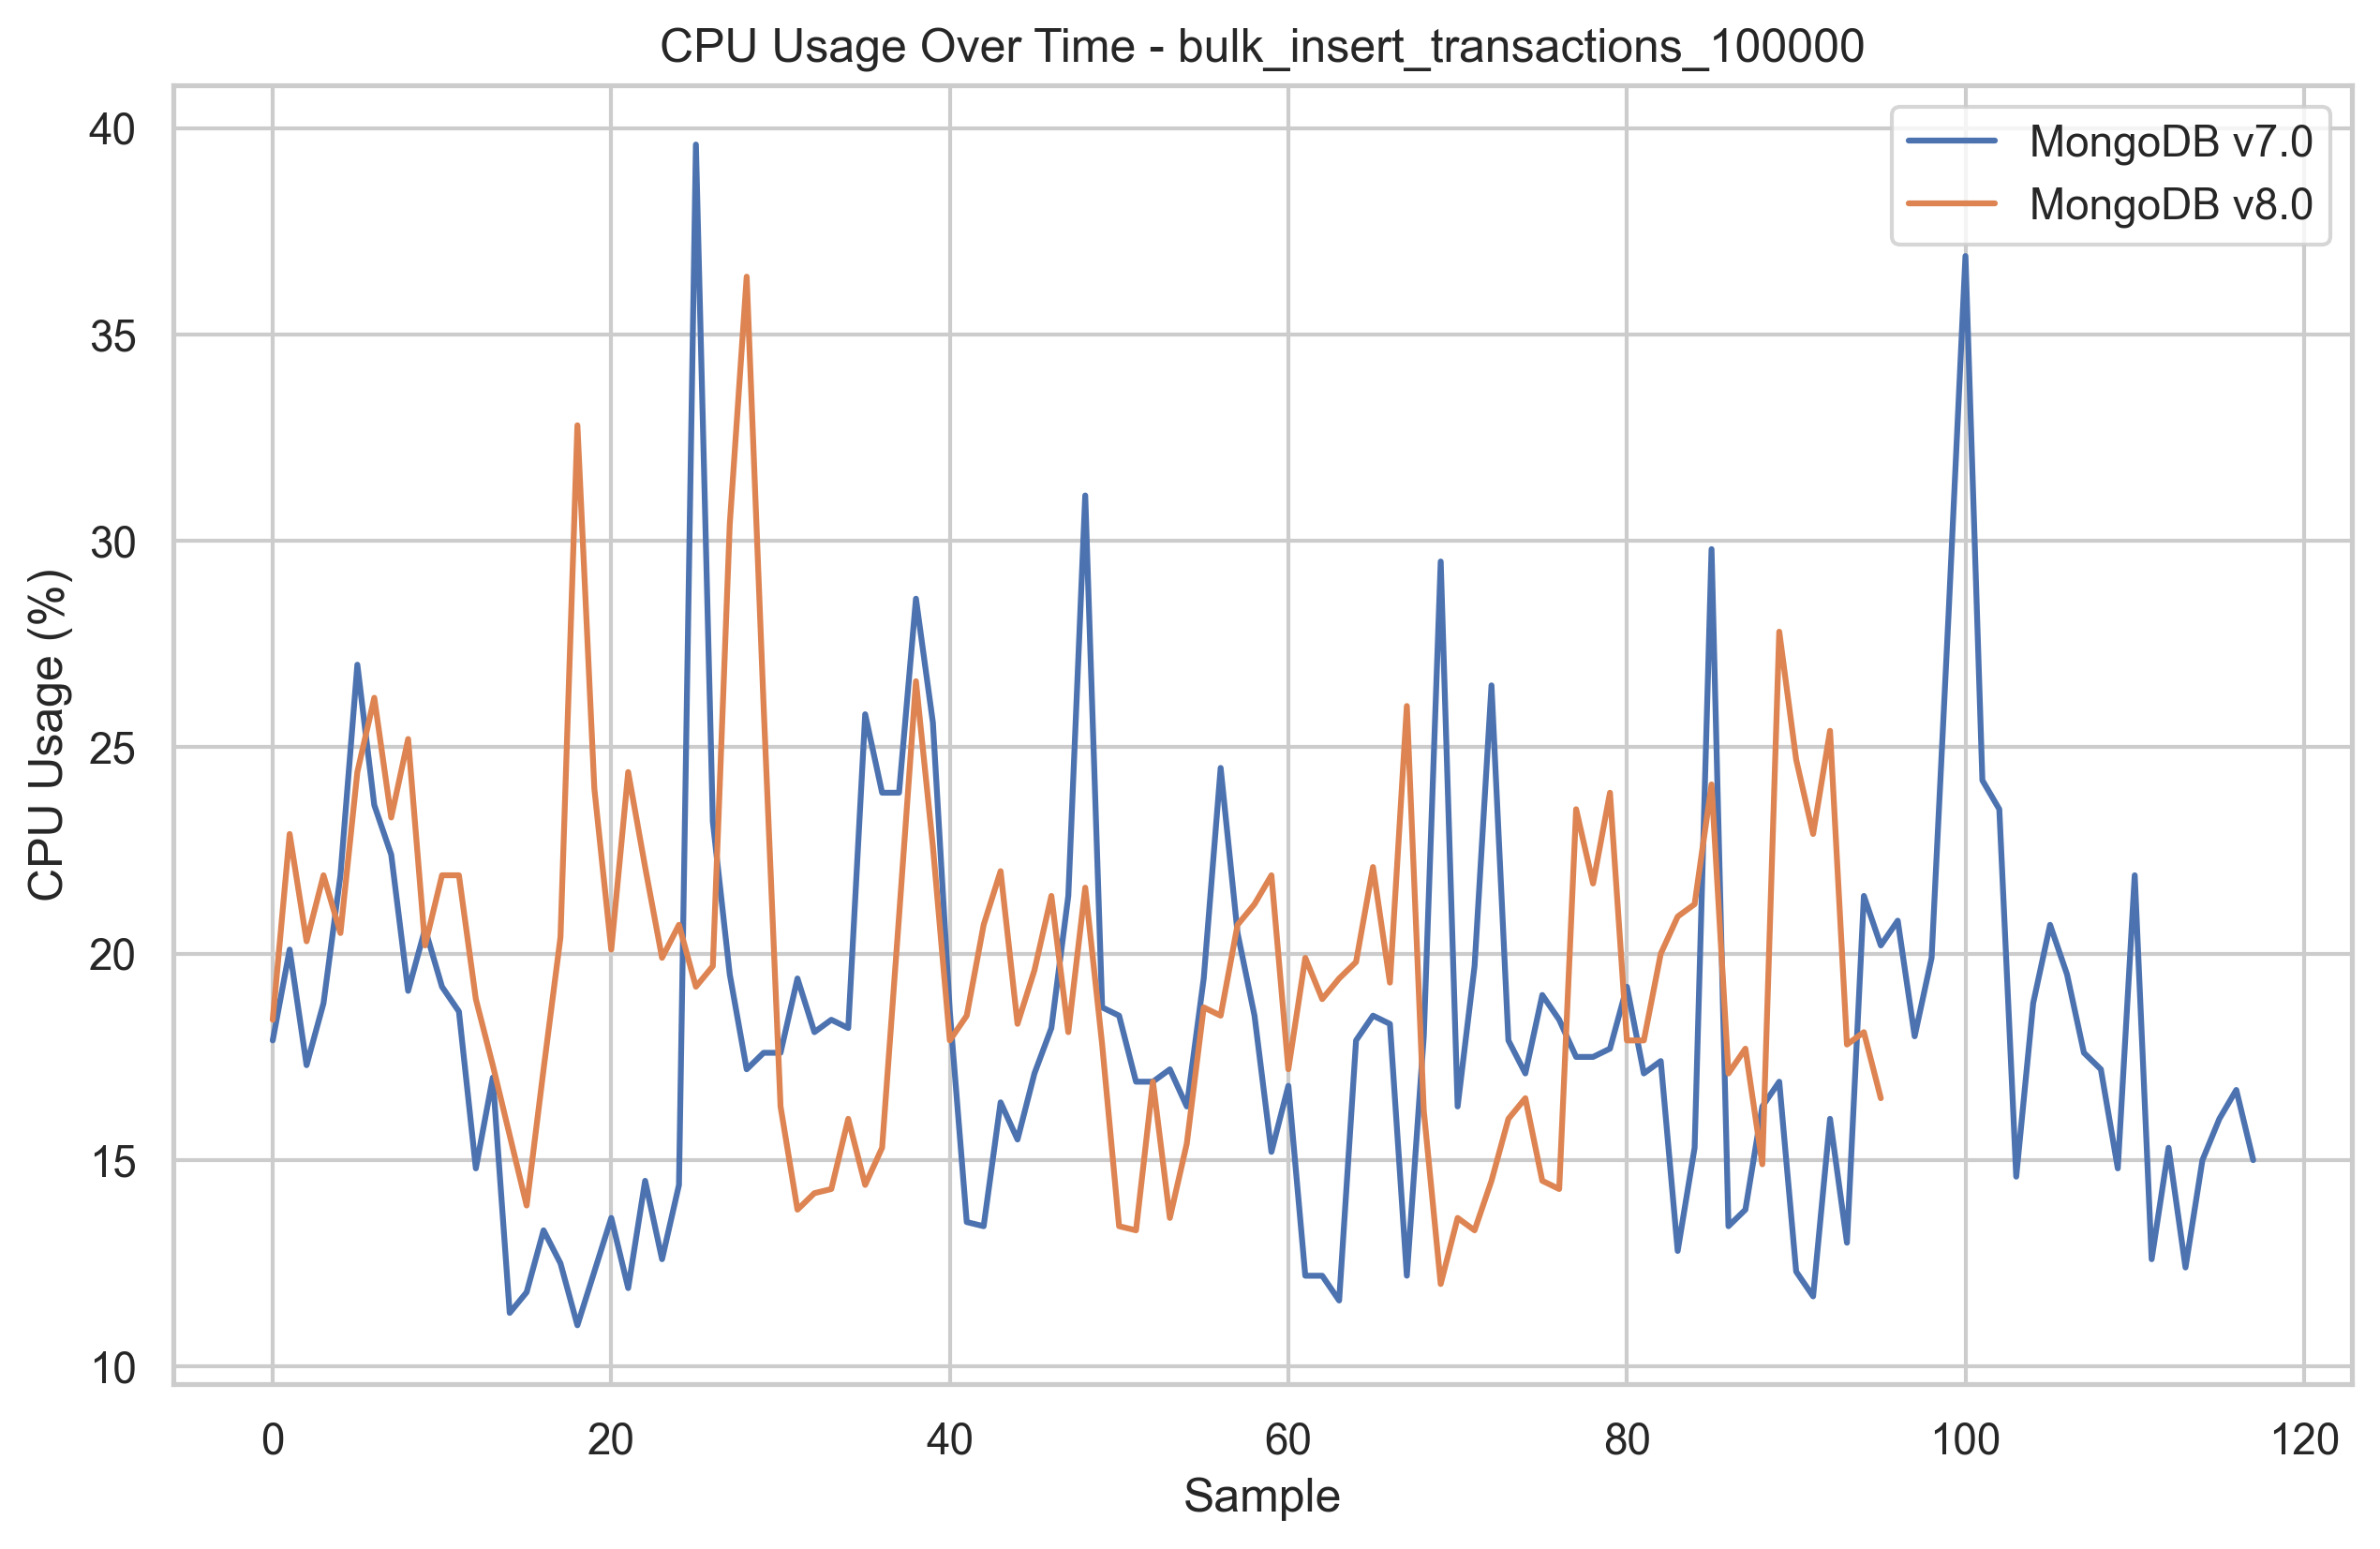 CPU Usage Over Time - bulk_insert_transactions_100000
MongoDB v7.0
MongoDB v8.0
CPU Usage (%)
40
35
30
25
20
15
10
0 20 40 60 80 100 120
Sample